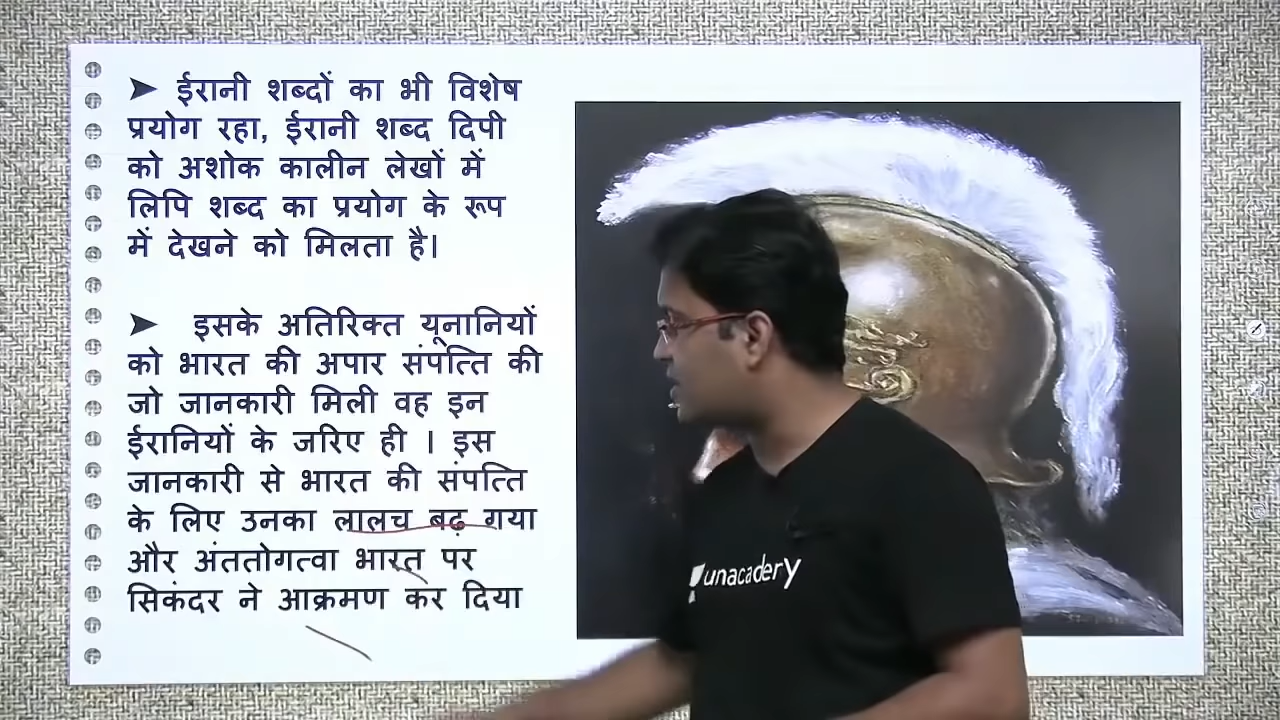 ➤ ईरानी शब्दों का भी विशेष
प्रयोग रहा, ईरानी शब्द दिपी
को अशोक कालीन लेखों में
लिपि शब्द का प्रयोग के रूप
में देखने को मिलता है।
➤ इसके अतिरिक्त यूनानियों
को भारत की अपार संपत्ति की
जो जानकारी मिली वह इन
ईरानियों के जरिए ही । इस
जानकारी से भारत की संपत्ति
के लिए उनका लालच बढ़ गया
और अंततोगत्वा भारत पर
सिकंदर ने आक्रमण कर दिया
unacademy